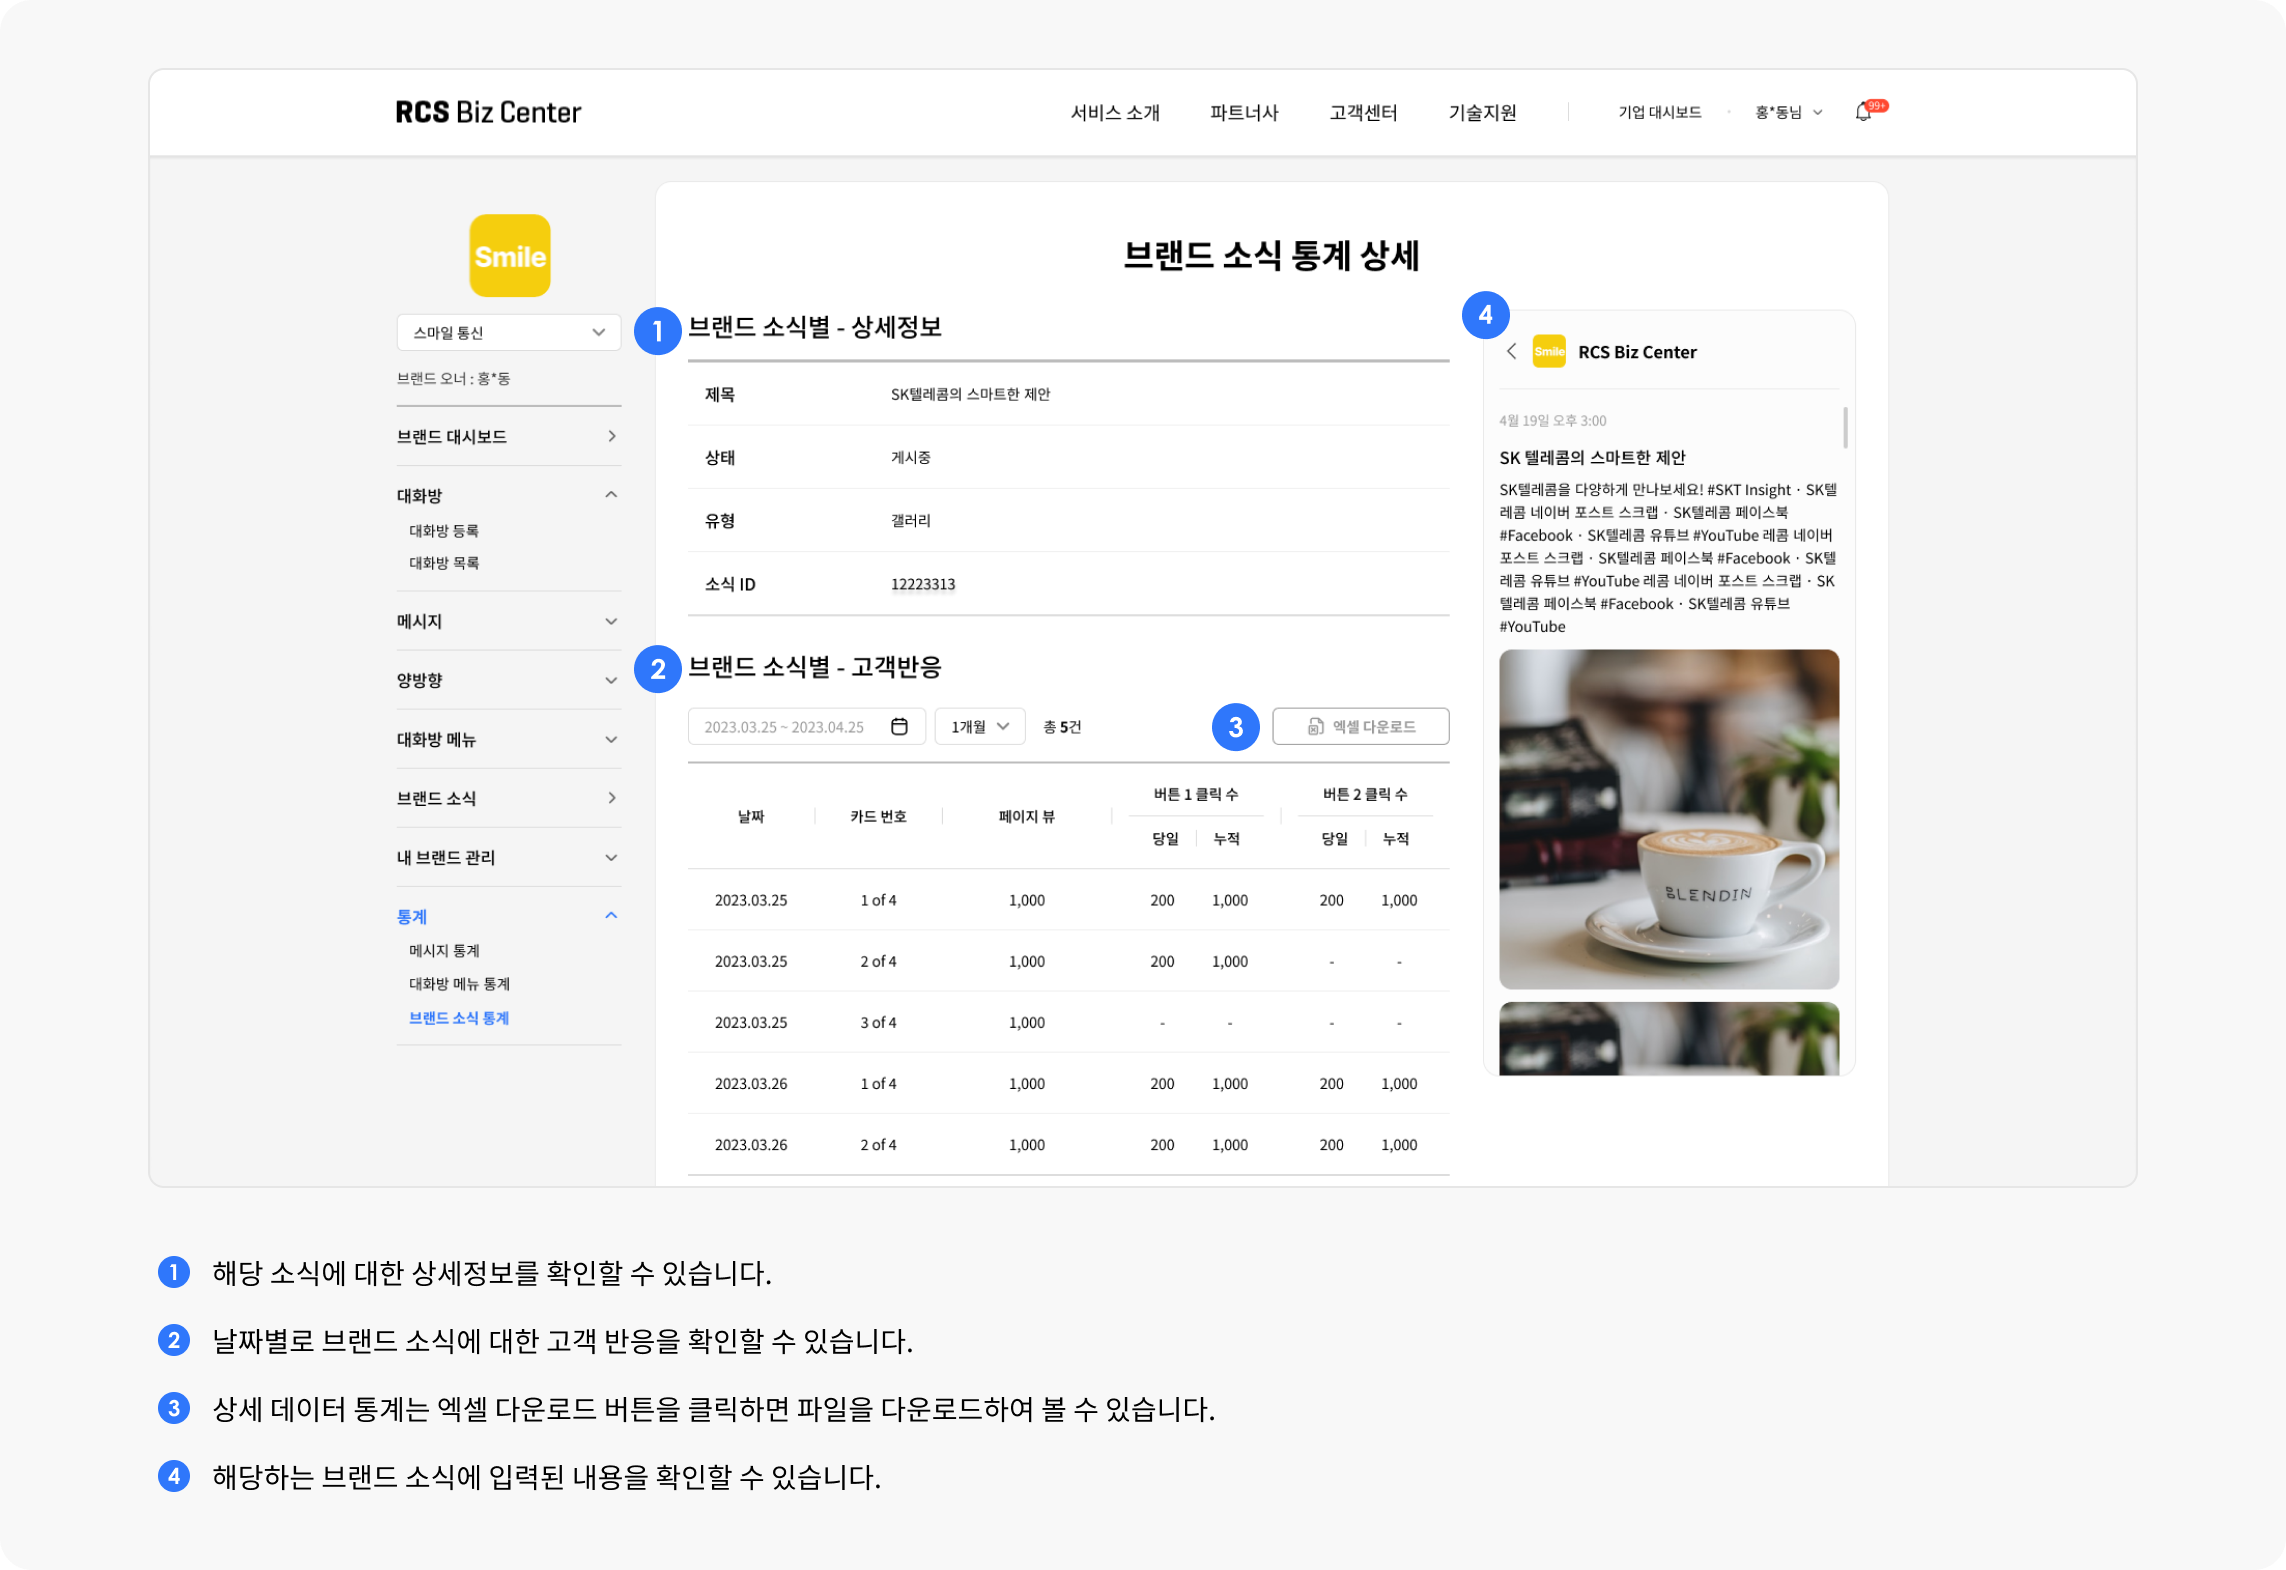 RCS Biz Center
서비스 소개
파트너사
고객센터
기술지원
기업 대시보드
홍*동님
99+
Smile
스마일 통신
브랜드 오너 : 홍*동
브랜드 대시보드
대화방
대화방 등록
대화방 목록
메시지
양방향
대화방 메뉴
브랜드 소식
내 브랜드 관리
통계
메시지 통계
대화방 메뉴 통계
브랜드 소식 통계
브랜드 소식 통계 상세
1 브랜드 소식별 - 상세정보
제목 SK텔레콤의 스마트한 제안
상태 게시중
유형 갤러리
소식 ID 12223313
2 브랜드 소식별 - 고객반응
2023.03.25 ~ 2023.04.25 1개월 총 5건 3 엑셀 다운로드
버튼 1 클릭 수 버튼 2 클릭 수
날짜 카드 번호 페이지 뷰
당일 누적 당일 누적
2023.03.25 1 of 4 1,000 200 1,000 200 1,000
2023.03.25 2 of 4 1,000 200 1,000 - -
2023.03.25 3 of 4 1,000 - - - -
2023.03.26 1 of 4 1,000 200 1,000 200 1,000
2023.03.26 2 of 4 1,000 200 1,000 200 1,000
4
Smile RCS Biz Center
4월 19일 오후 3:00
SK 텔레콤의 스마트한 제안
SK텔레콤을 다양하게 만나보세요! #SKT Insight · SK텔
레콤 네이버 포스트 스크랩 · SK텔레콤 페이스북
#Facebook · SK텔레콤 유튜브 #YouTube 레콤 네이버
포스트 스크랩 · SK텔레콤 페이스북 #Facebook · SK텔
레콤 유튜브 #YouTube 레콤 네이버 포스트 스크랩 · SK
텔레콤 페이스북 #Facebook · SK텔레콤 유튜브
#YouTube
BLENDIN
1 해당 소식에 대한 상세정보를 확인할 수 있습니다.
2 날짜별로 브랜드 소식에 대한 고객 반응을 확인할 수 있습니다.
3 상세 데이터 통계는 엑셀 다운로드 버튼을 클릭하면 파일을 다운로드하여 볼 수 있습니다.
4 해당하는 브랜드 소식에 입력된 내용을 확인할 수 있습니다.